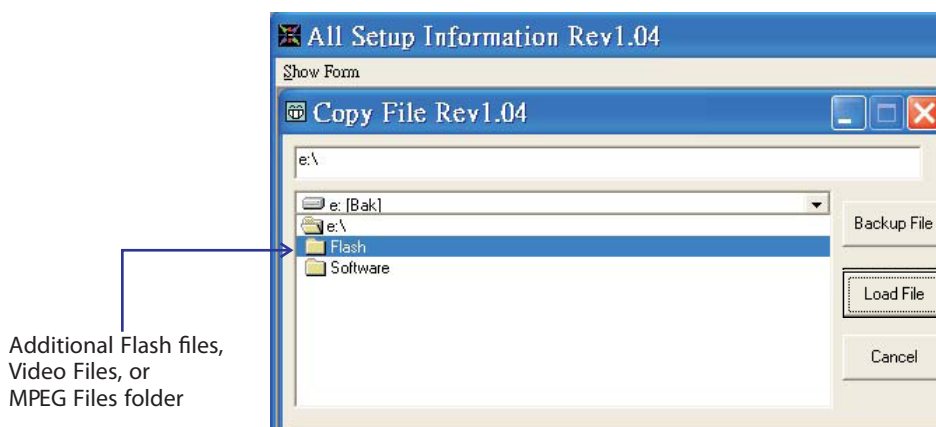 All Setup Information Rev1.04
Show Form
Copy File Rev1.04
e:\
e: [Bak]
e:\
Flash
Software
Backup File
Load File
Cancel
Additional Flash files,
Video Files, or
MPEG Files folder